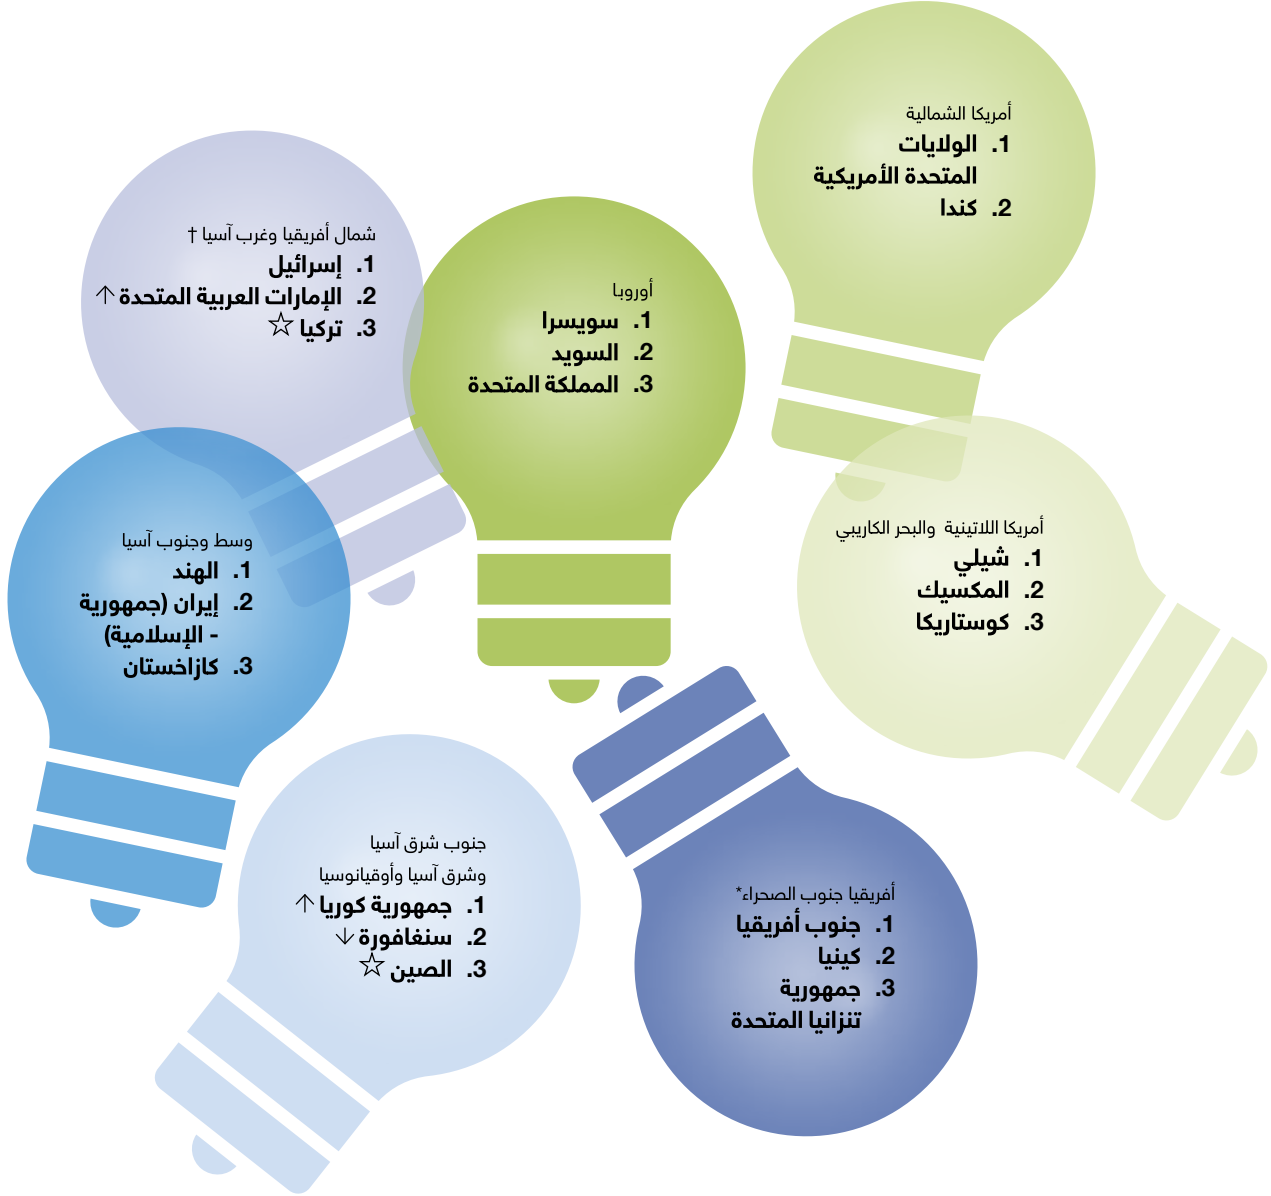 أمريكا الشمالية
1. الولايات
المتحدة الأمريكية
2. كندا
شمال أفريقيا وغرب آسيا †
1. إسرائيل
2. الإمارات العربية المتحدة ↑
3. تركيا ☆
أوروبا
1. سويسرا
2. السويد
3. المملكة المتحدة
أمريكا اللاتينية والبحر الكاريبي
1. شيلي
2. المكسيك
3. كوستاريكا
وسط وجنوب آسيا
1. الهند
2. إيران (جمهورية
- الإسلامية)
3. كازاخستان
جنوب شرق آسيا
وشرق آسيا وأوقيانوسيا
1. جمهورية كوريا ↑
2. سنغافورة ↓
3. الصين ☆
أفريقيا جنوب الصحراء*
1. جنوب أفريقيا
2. كينيا
3. جمهورية
تنزانيا المتحدة